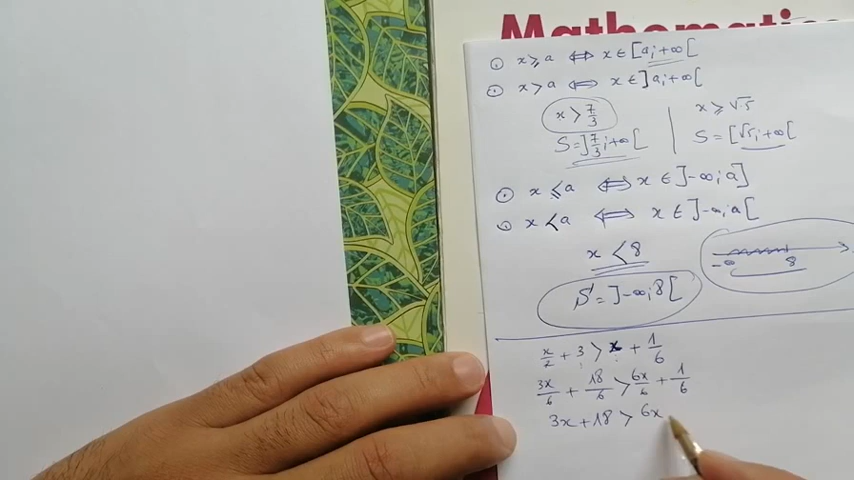 Mathematics
⊙ x ⩾ a ⟺ x ∈ [a; +∞[
⊙ x > a ⟺ x ∈ ]a; +∞[
x > 7/3
x ⩾ √5
S = ]7/3; +∞[
S = [√5; +∞[
⊙ x ⩽ a ⟺ x ∈ ]-∞; a]
⊙ x < a ⟺ x ∈ ]-∞; a[
x < 8
-∞ 8
S = ]-∞; 8[
x/2 + 3 > x + 1/6
3x/6 + 18/6 > 6x/6 + 1/6
3x + 18 > 6x